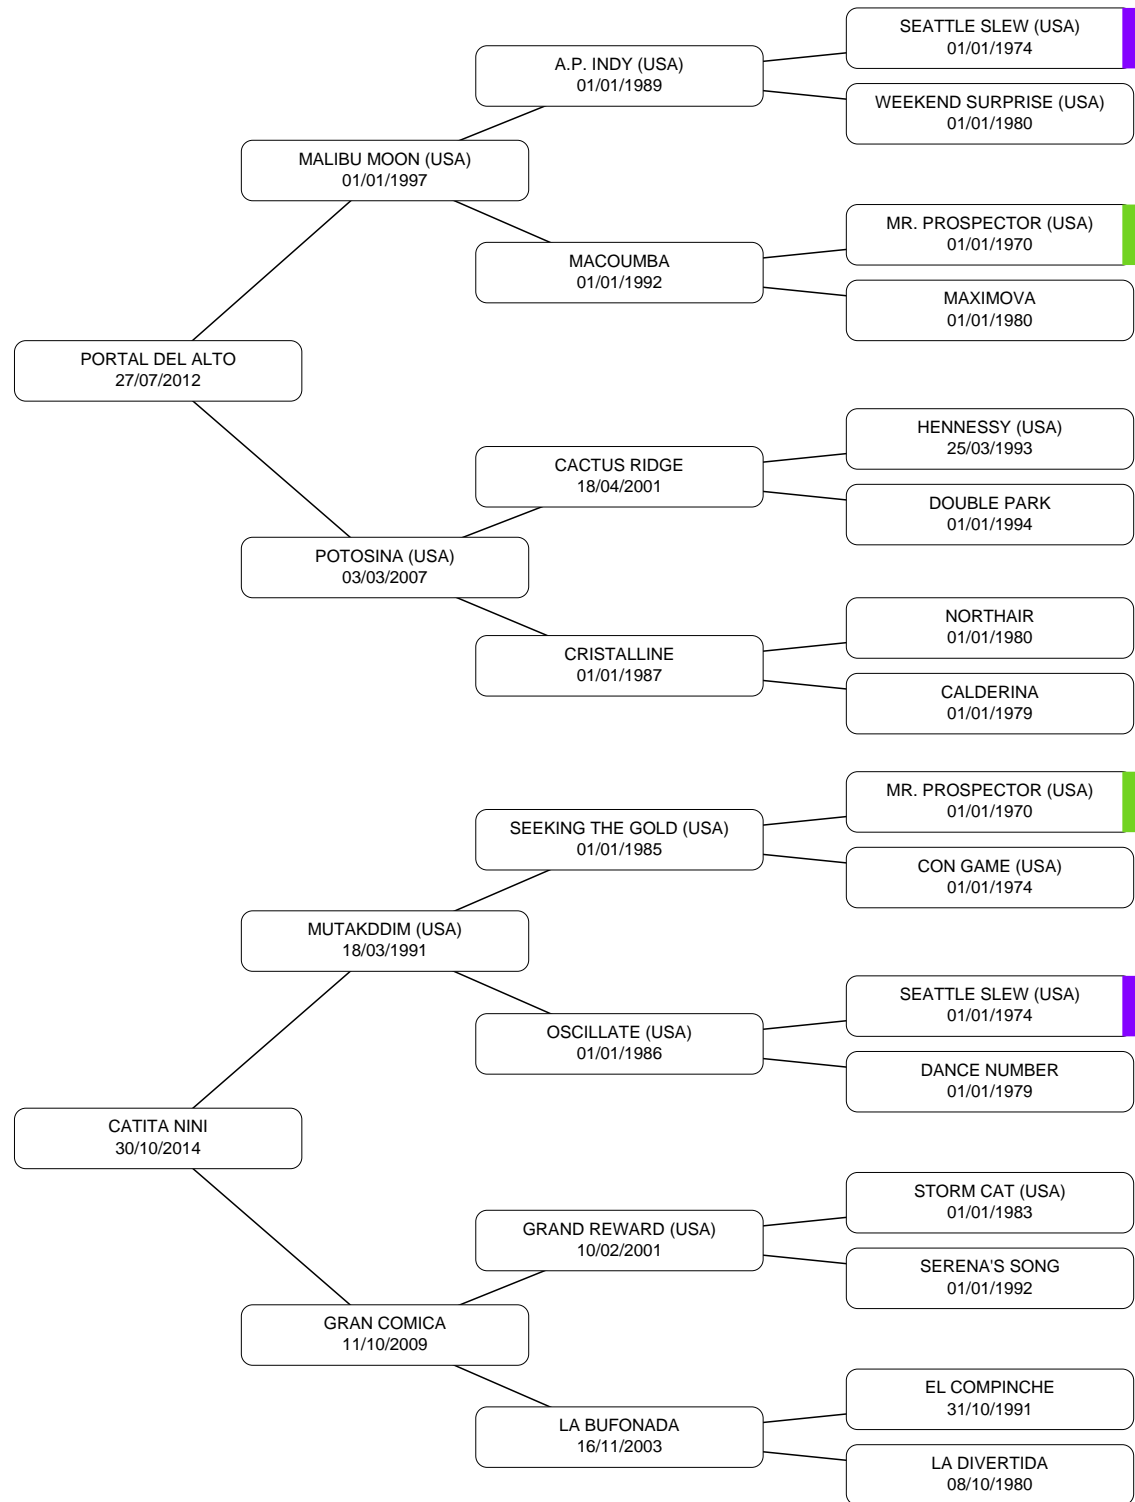 SEATTLE SLEW (USA)
01/01/1974
A.P. INDY (USA)
01/01/1989
WEEKEND SURPRISE (USA)
01/01/1980
MALIBU MOON (USA)
01/01/1997
MR. PROSPECTOR (USA)
01/01/1970
MACOUMBA
01/01/1992
MAXIMOVA
01/01/1980
PORTAL DEL ALTO
27/07/2012
HENNESSY (USA)
25/03/1993
CACTUS RIDGE
18/04/2001
DOUBLE PARK
01/01/1994
POTOSINA (USA)
03/03/2007
NORTHAIR
01/01/1980
CRISTALLINE
01/01/1987
CALDERINA
01/01/1979
MR. PROSPECTOR (USA)
01/01/1970
SEEKING THE GOLD (USA)
01/01/1985
CON GAME (USA)
01/01/1974
MUTAKDDIM (USA)
18/03/1991
SEATTLE SLEW (USA)
01/01/1974
OSCILLATE (USA)
01/01/1986
DANCE NUMBER
01/01/1979
CATITA NINI
30/10/2014
STORM CAT (USA)
01/01/1983
GRAND REWARD (USA)
10/02/2001
SERENA'S SONG
01/01/1992
GRAN COMICA
11/10/2009
EL COMPINCHE
31/10/1991
LA BUFONADA
16/11/2003
LA DIVERTIDA
08/10/1980